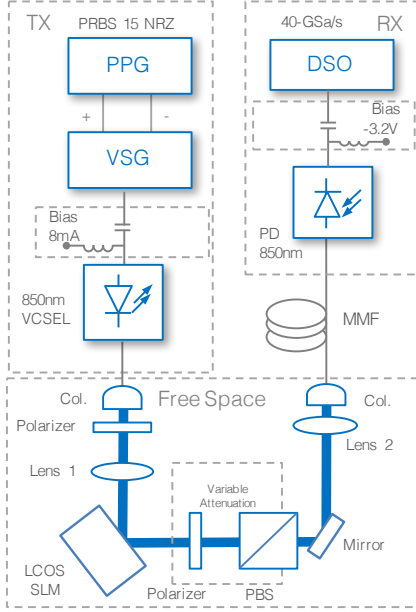 TX
PRBS 15 NRZ
PPG
+
-
VSG
Bias
8mA
850nm
VCSEL
40-GSa/s
RX
DSO
Bias
-3.2V
PD
850nm
MMF
Col.
Free Space
Col.
Polarizer
Lens 1
Lens 2
Variable
Attenuation
LCOS
SLM
Polarizer
PBS
Mirror